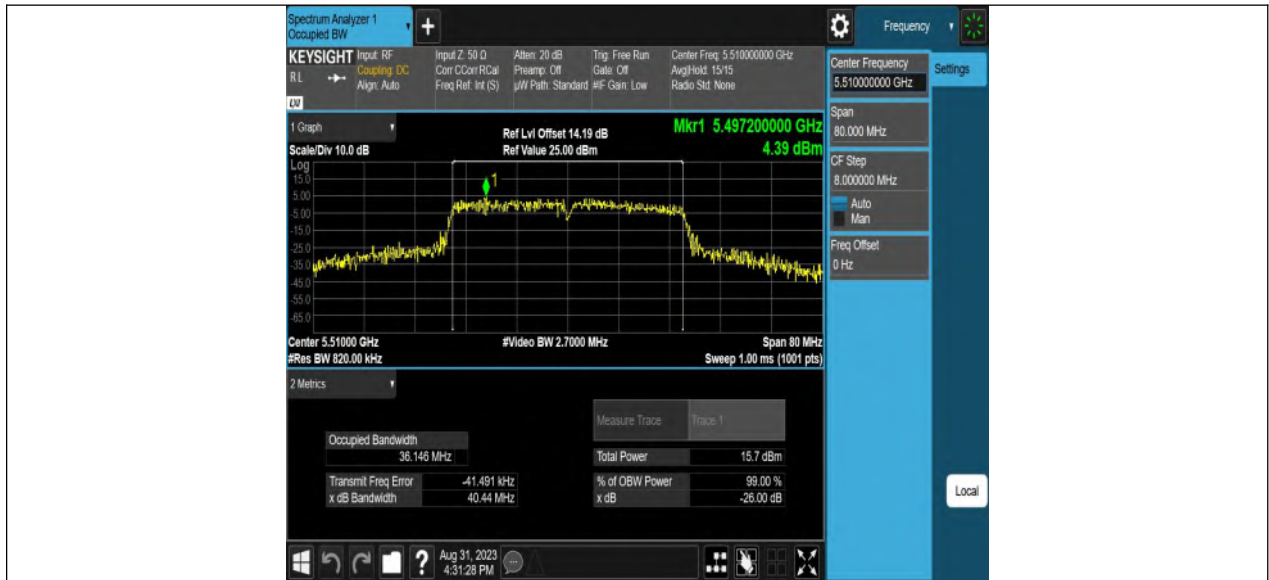 Spectrum Analyzer 1
Occupied BW
+
Frequency
KEYSIGHT
R L
LXI
Input: RF
Coupling: DC
Align: Auto
Input Z: 50 Ω
Corr CCorr RCal
Freq Ref: Int (S)
Atten: 20 dB
Preamp: Off
µW Path: Standard
Trig: Free Run
Gate: Off
#IF Gain: Low
Center Freq: 5.510000000 GHz
Avg|Hold: 15/15
Radio Std: None
Center Frequency
5.510000000 GHz
Settings
Span
80.000 MHz
CF Step
8.000000 MHz
Auto
Man
Freq Offset
0 Hz
1 Graph
Scale/Div 10.0 dB
Ref Lvl Offset 14.19 dB
Ref Value 25.00 dBm
Mkr1 5.497200000 GHz
4.39 dBm
Log
15.0
5.00
-5.00
-15.0
-25.0
-35.0
-45.0
-55.0
-65.0
1
Center 5.51000 GHz
#Res BW 820.00 kHz
#Video BW 2.7000 MHz
Span 80 MHz
Sweep 1.00 ms (1001 pts)
2 Metrics
Measure Trace Trace 1
Occupied Bandwidth
36.146 MHz
Total Power 15.7 dBm
Transmit Freq Error -41.491 kHz
% of OBW Power 99.00 %
x dB Bandwidth 40.44 MHz
x dB -26.00 dB
Local
?
Aug 31, 2023
4:31:28 PM